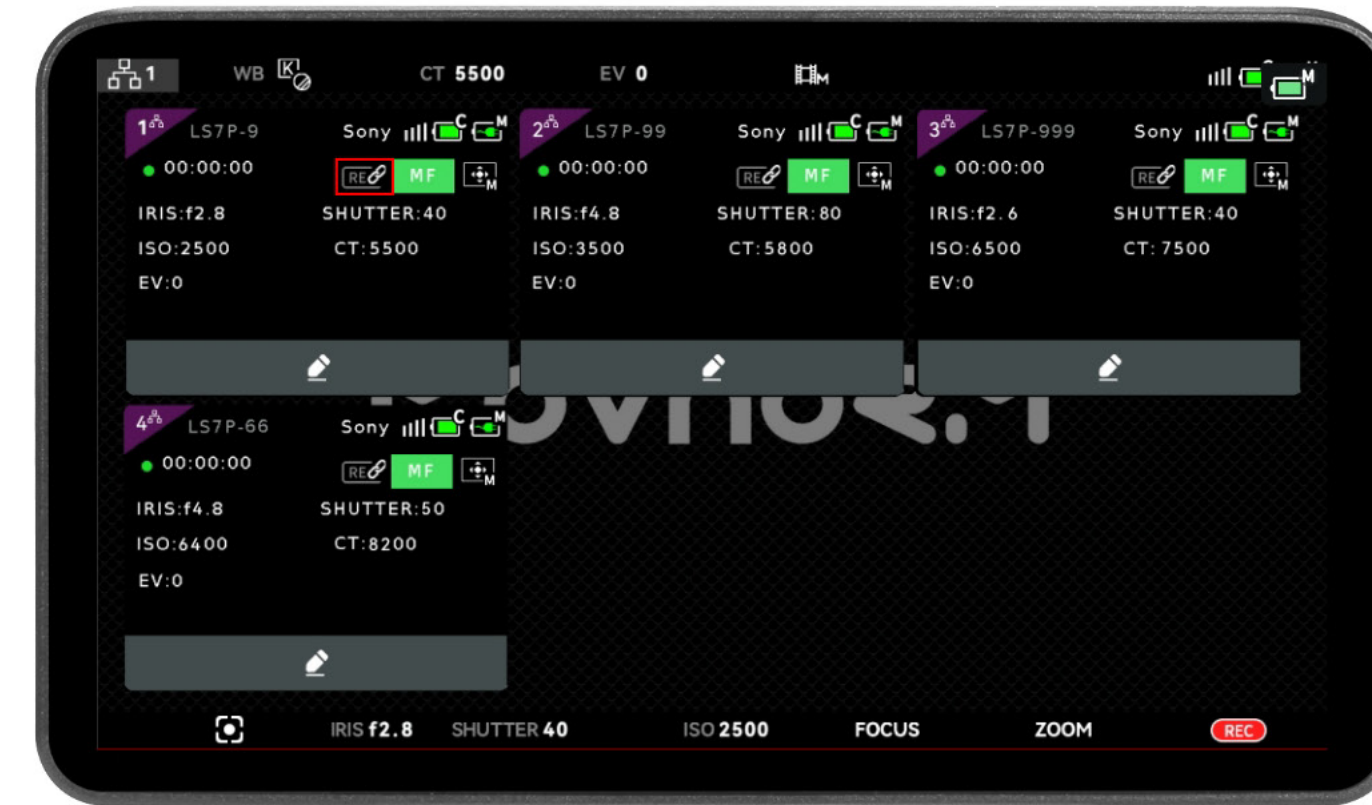 1 WB K CT 5500 EV 0 M M
1 LS7P-9 Sony C M 2 LS7P-99 Sony C M 3 LS7P-999 Sony C M
00:00:00 RE MF M 00:00:00 RE MF M 00:00:00 RE MF M
IRIS:f2.8 SHUTTER:40 IRIS:f4.8 SHUTTER:80 IRIS:f2.6 SHUTTER:40
ISO:2500 CT:5500 ISO:3500 CT:5800 ISO:6500 CT: 7500
EV:0 EV:0 EV:0
4 LS7P-66 Sony C M
00:00:00 RE MF M
IRIS:f4.8 SHUTTER:50
ISO:6400 CT:8200
EV:0
IRIS f2.8 SHUTTER 40 ISO 2500 FOCUS ZOOM REC